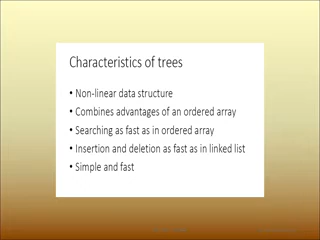 Characteristics of trees
• Non-linear data structure
• Combines advantages of an ordered array
• Searching as fast as in ordered array
• Insertion and deletion as fast as in linked list
• Simple and fast